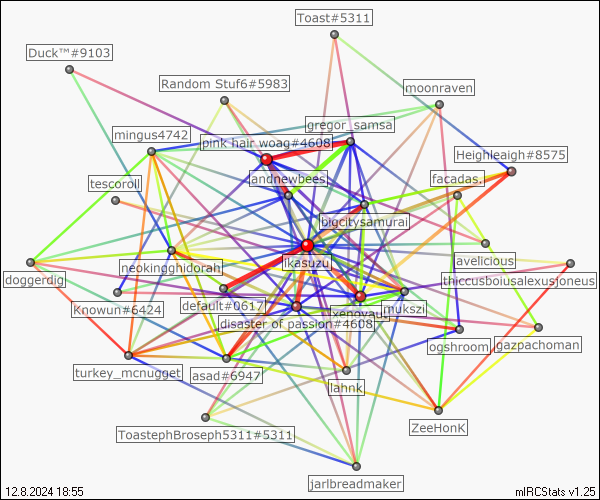 Toast#5311
Duck™#9103
Random Stuf6#5983
moonraven
gregor_samsa
mingus4742
pink hair woag#4608
Heighleaigh#8575
tescoroll
andnewbees
facadas.
bigcitysamurai
ikasuzu
avelicious
neokingghidorah
doggerdig
thiccusboiusalexusjoneus
Knowun#6424
default#0617
mukszi
disaster of passion#4608
ogshroom
gazpachoman
turkey_mcnugget
asad#6947
lahnk
ZeeHonK
ToastephBroseph5311#5311
jarlbreadmaker
12.8.2024 18:55
mIRCStats v1.25